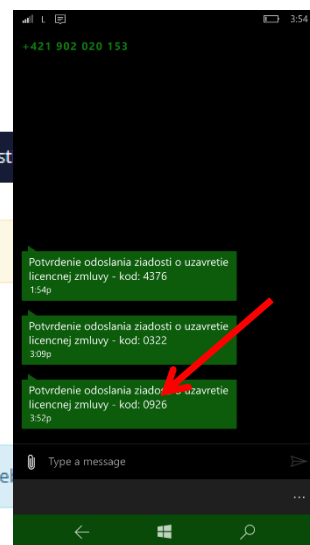 L 3:54
+421 902 020 153
st
Potvrdenie odoslania ziadosti o uzavretie
licencnej zmluvy - kod: 4376
1:54p
Potvrdenie odoslania ziadosti o uzavretie
licencnej zmluvy - kod: 0322
3:09p
Potvrdenie odoslania ziadosti o uzavretie
licencnej zmluvy - kod: 0926
3:52p
Type a message
el